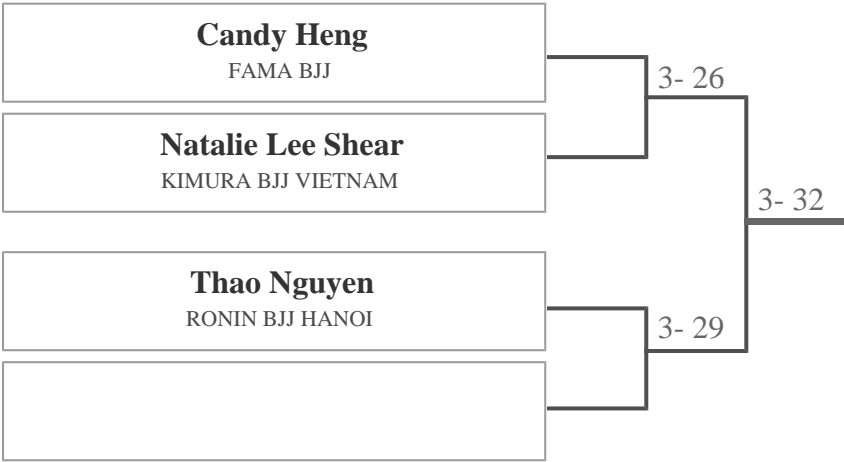 Candy Heng
FAMA BJJ
3- 26
Natalie Lee Shear
KIMURA BJJ VIETNAM
3- 32
Thao Nguyen
RONIN BJJ HANOI
3- 29